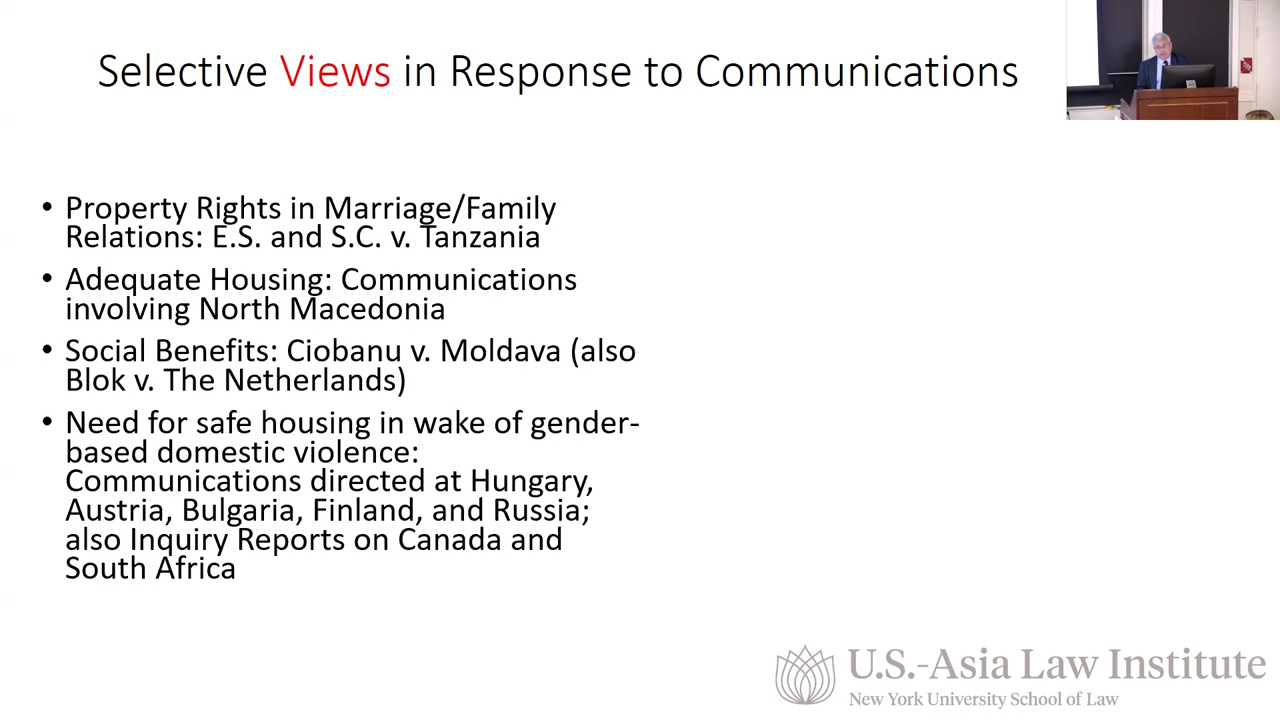 Selective Views in Response to Communications
• Property Rights in Marriage/Family
Relations: E.S. and S.C. v. Tanzania
• Adequate Housing: Communications
involving North Macedonia
• Social Benefits: Ciobanu v. Moldava (also
Blok v. The Netherlands)
• Need for safe housing in wake of gender-
based domestic violence:
Communications directed at Hungary,
Austria, Bulgaria, Finland, and Russia;
also Inquiry Reports on Canada and
South Africa
U.S.-Asia Law Institute
New York University School of Law